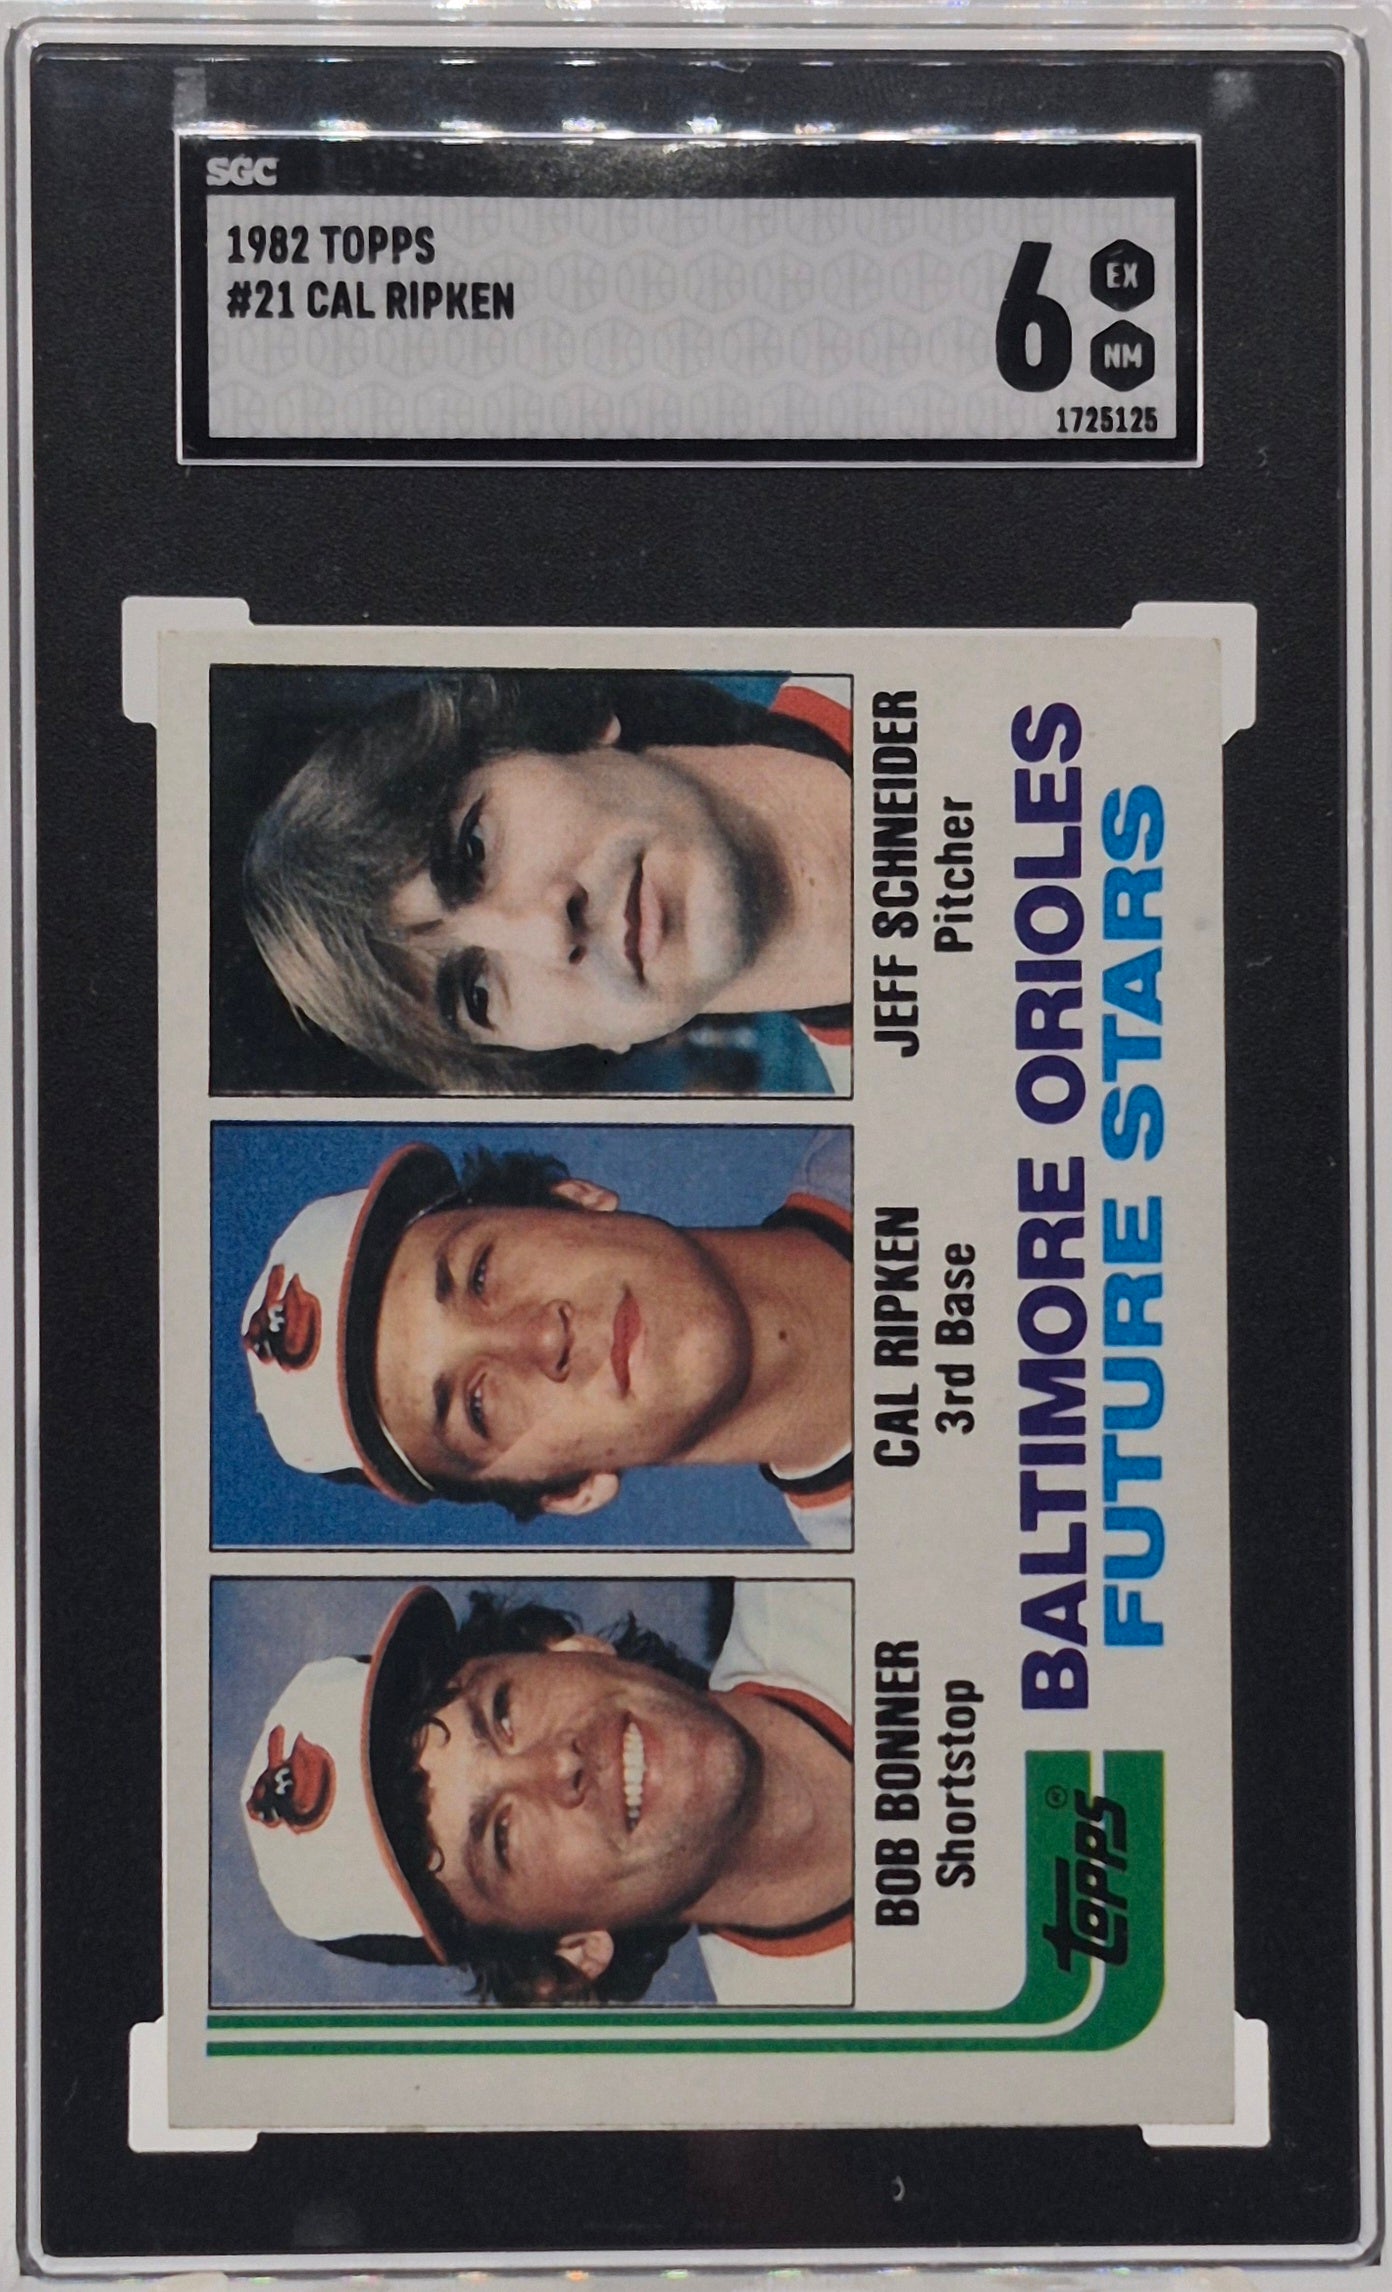 SGC
1982 TOPPS
#21 CAL RIPKEN
6
EX
NM
1725125
BOB BONNER
Shortstop
CAL RIPKEN
3rd Base
JEFF SCHNEIDER
Pitcher
BALTIMORE ORIOLES
FUTURE STARS
Topps®